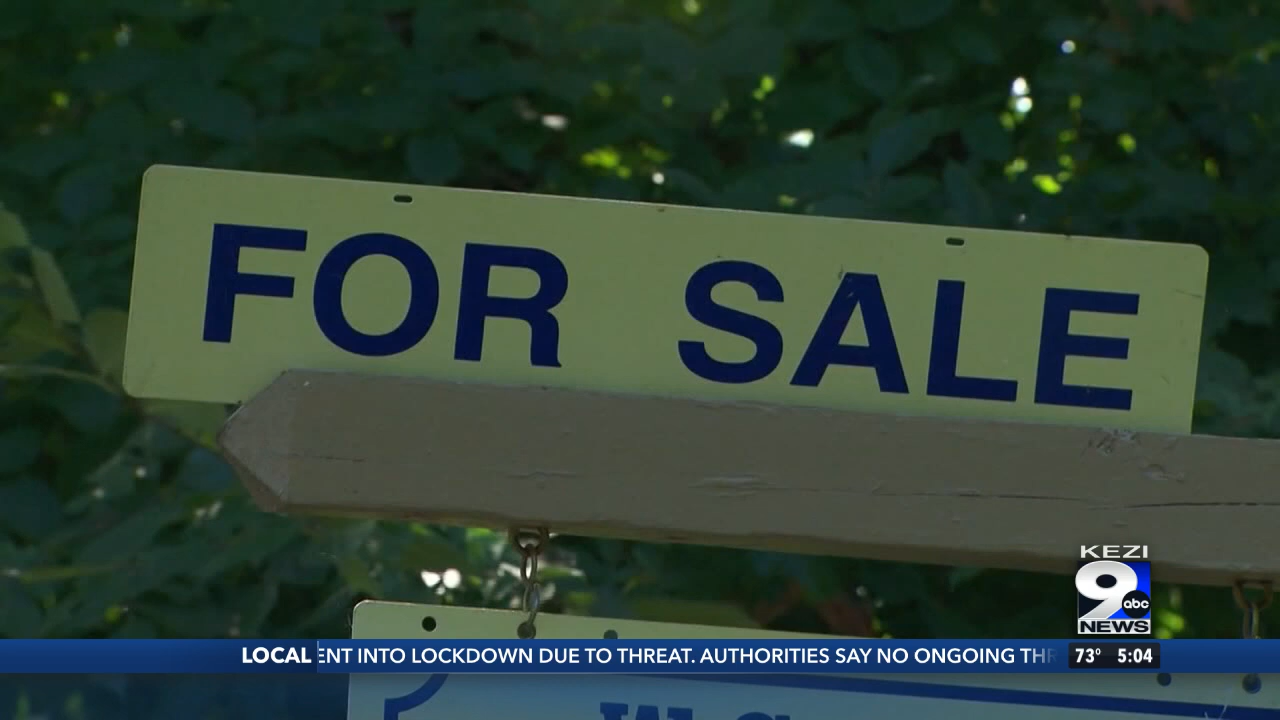 FOR SALE
KEZI
9
abc
NEWS
LOCAL
ENT INTO LOCKDOWN DUE TO THREAT. AUTHORITIES SAY NO ONGOING THR
73° 5:04